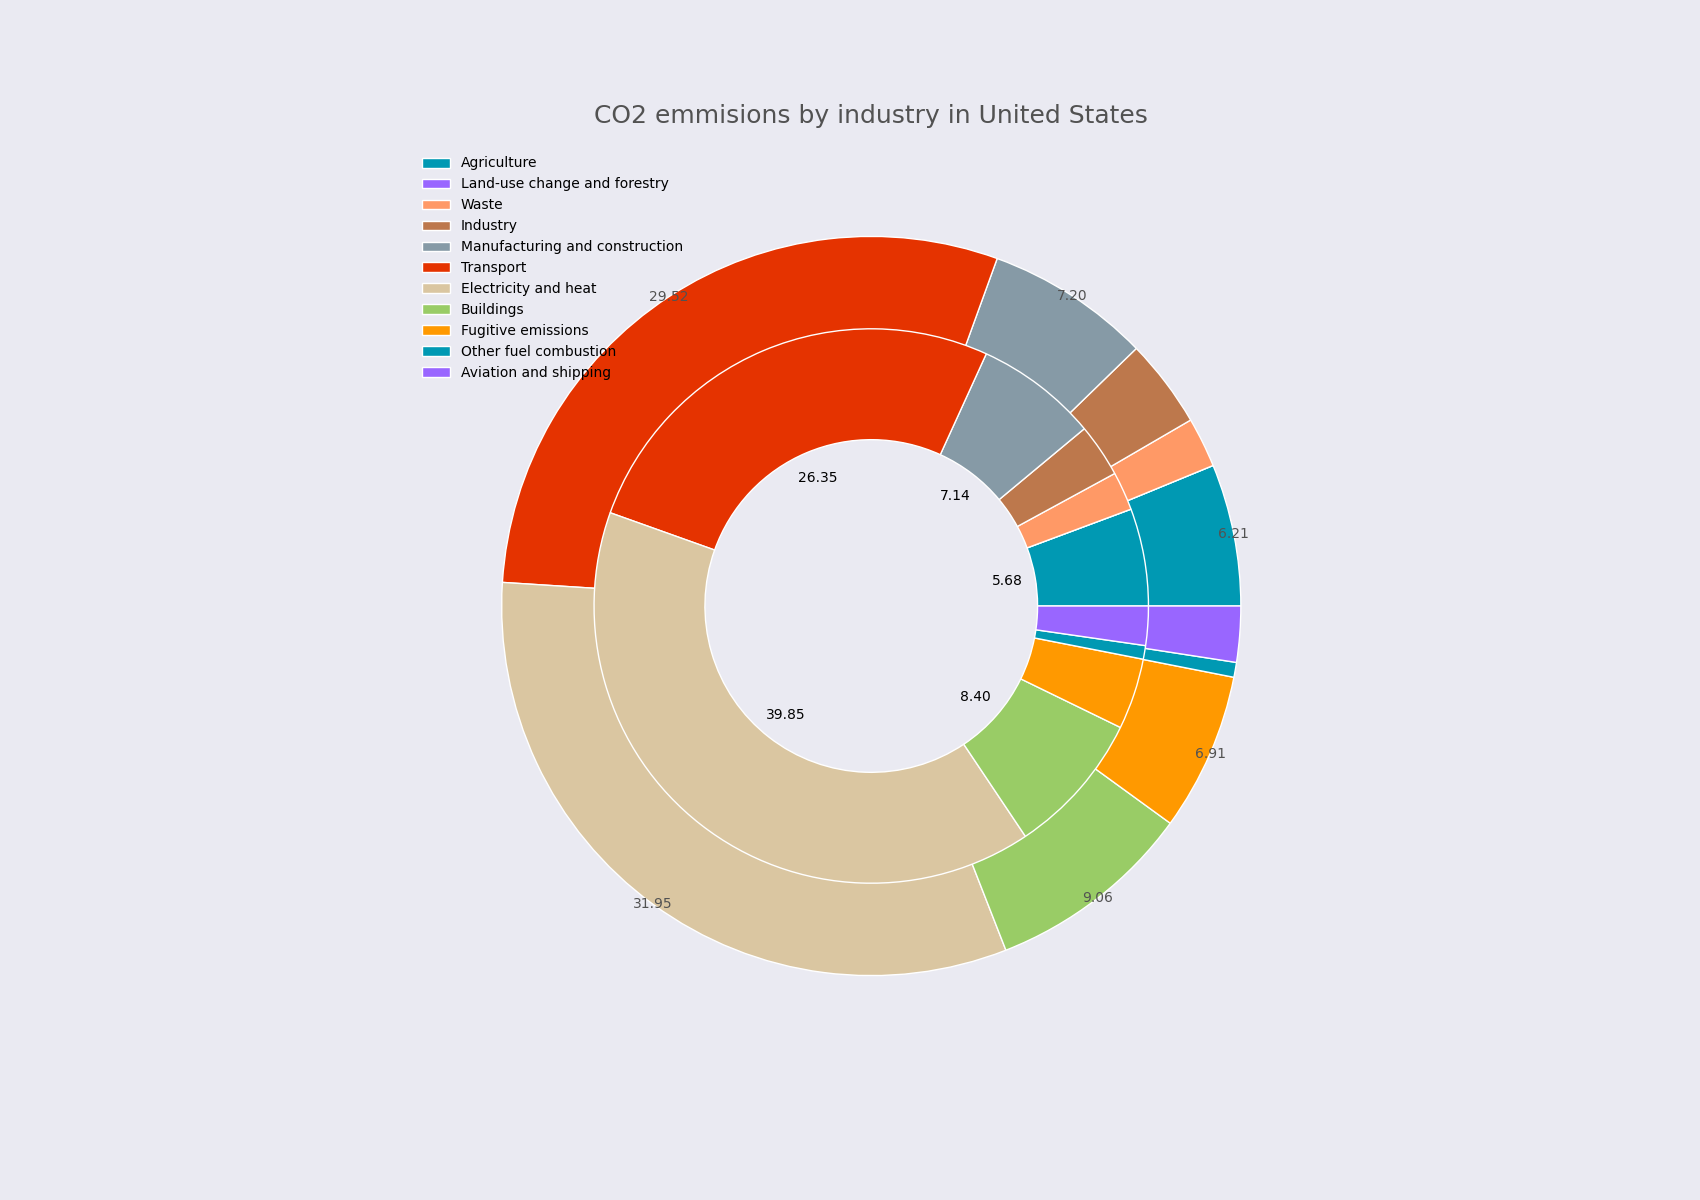 CO2 emmisions by industry in United States
Agriculture
Land-use change and forestry
Waste
Industry
Manufacturing and construction
Transport
Electricity and heat
Buildings
Fugitive emissions
Other fuel combustion
Aviation and shipping
29.52
7.20
26.35
7.14
6.21
5.68
8.40
39.85
6.91
9.06
31.95